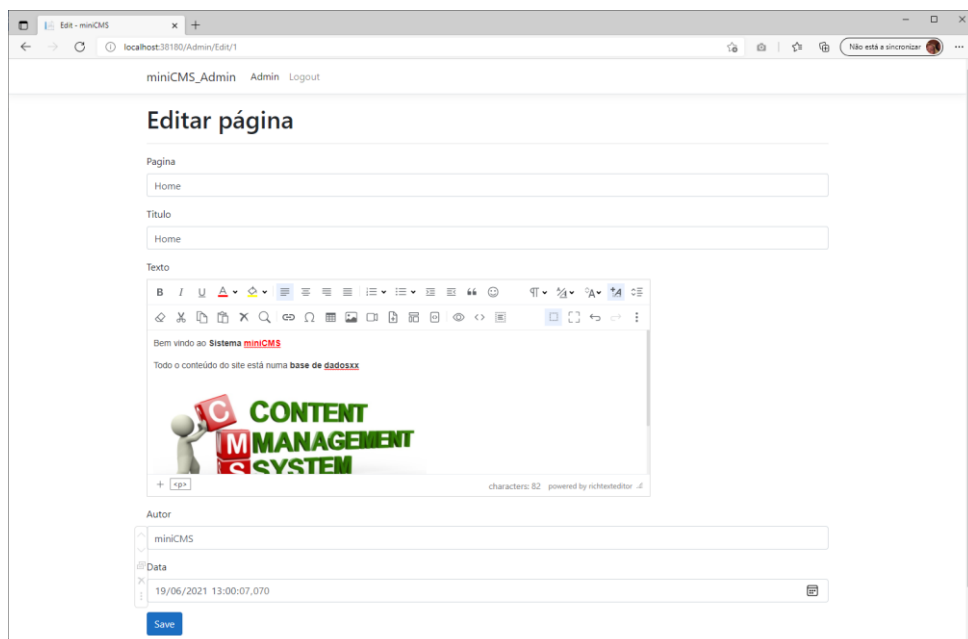 Edit - miniCMS
localhost:38180/Admin/Edit/1
Não está a sincronizar
miniCMS_Admin Admin Logout
Editar página
Pagina
Home
Titulo
Home
Texto
Bem vindo ao Sistema miniCMS
Todo o conteúdo do site está numa base de dadosxx
CONTENT
MANAGEMENT
SYSTEM
C
M
S
<p>
characters: 82 powered by richtexteditor
Autor
miniCMS
Data
19/06/2021 13:00:07,070
Save